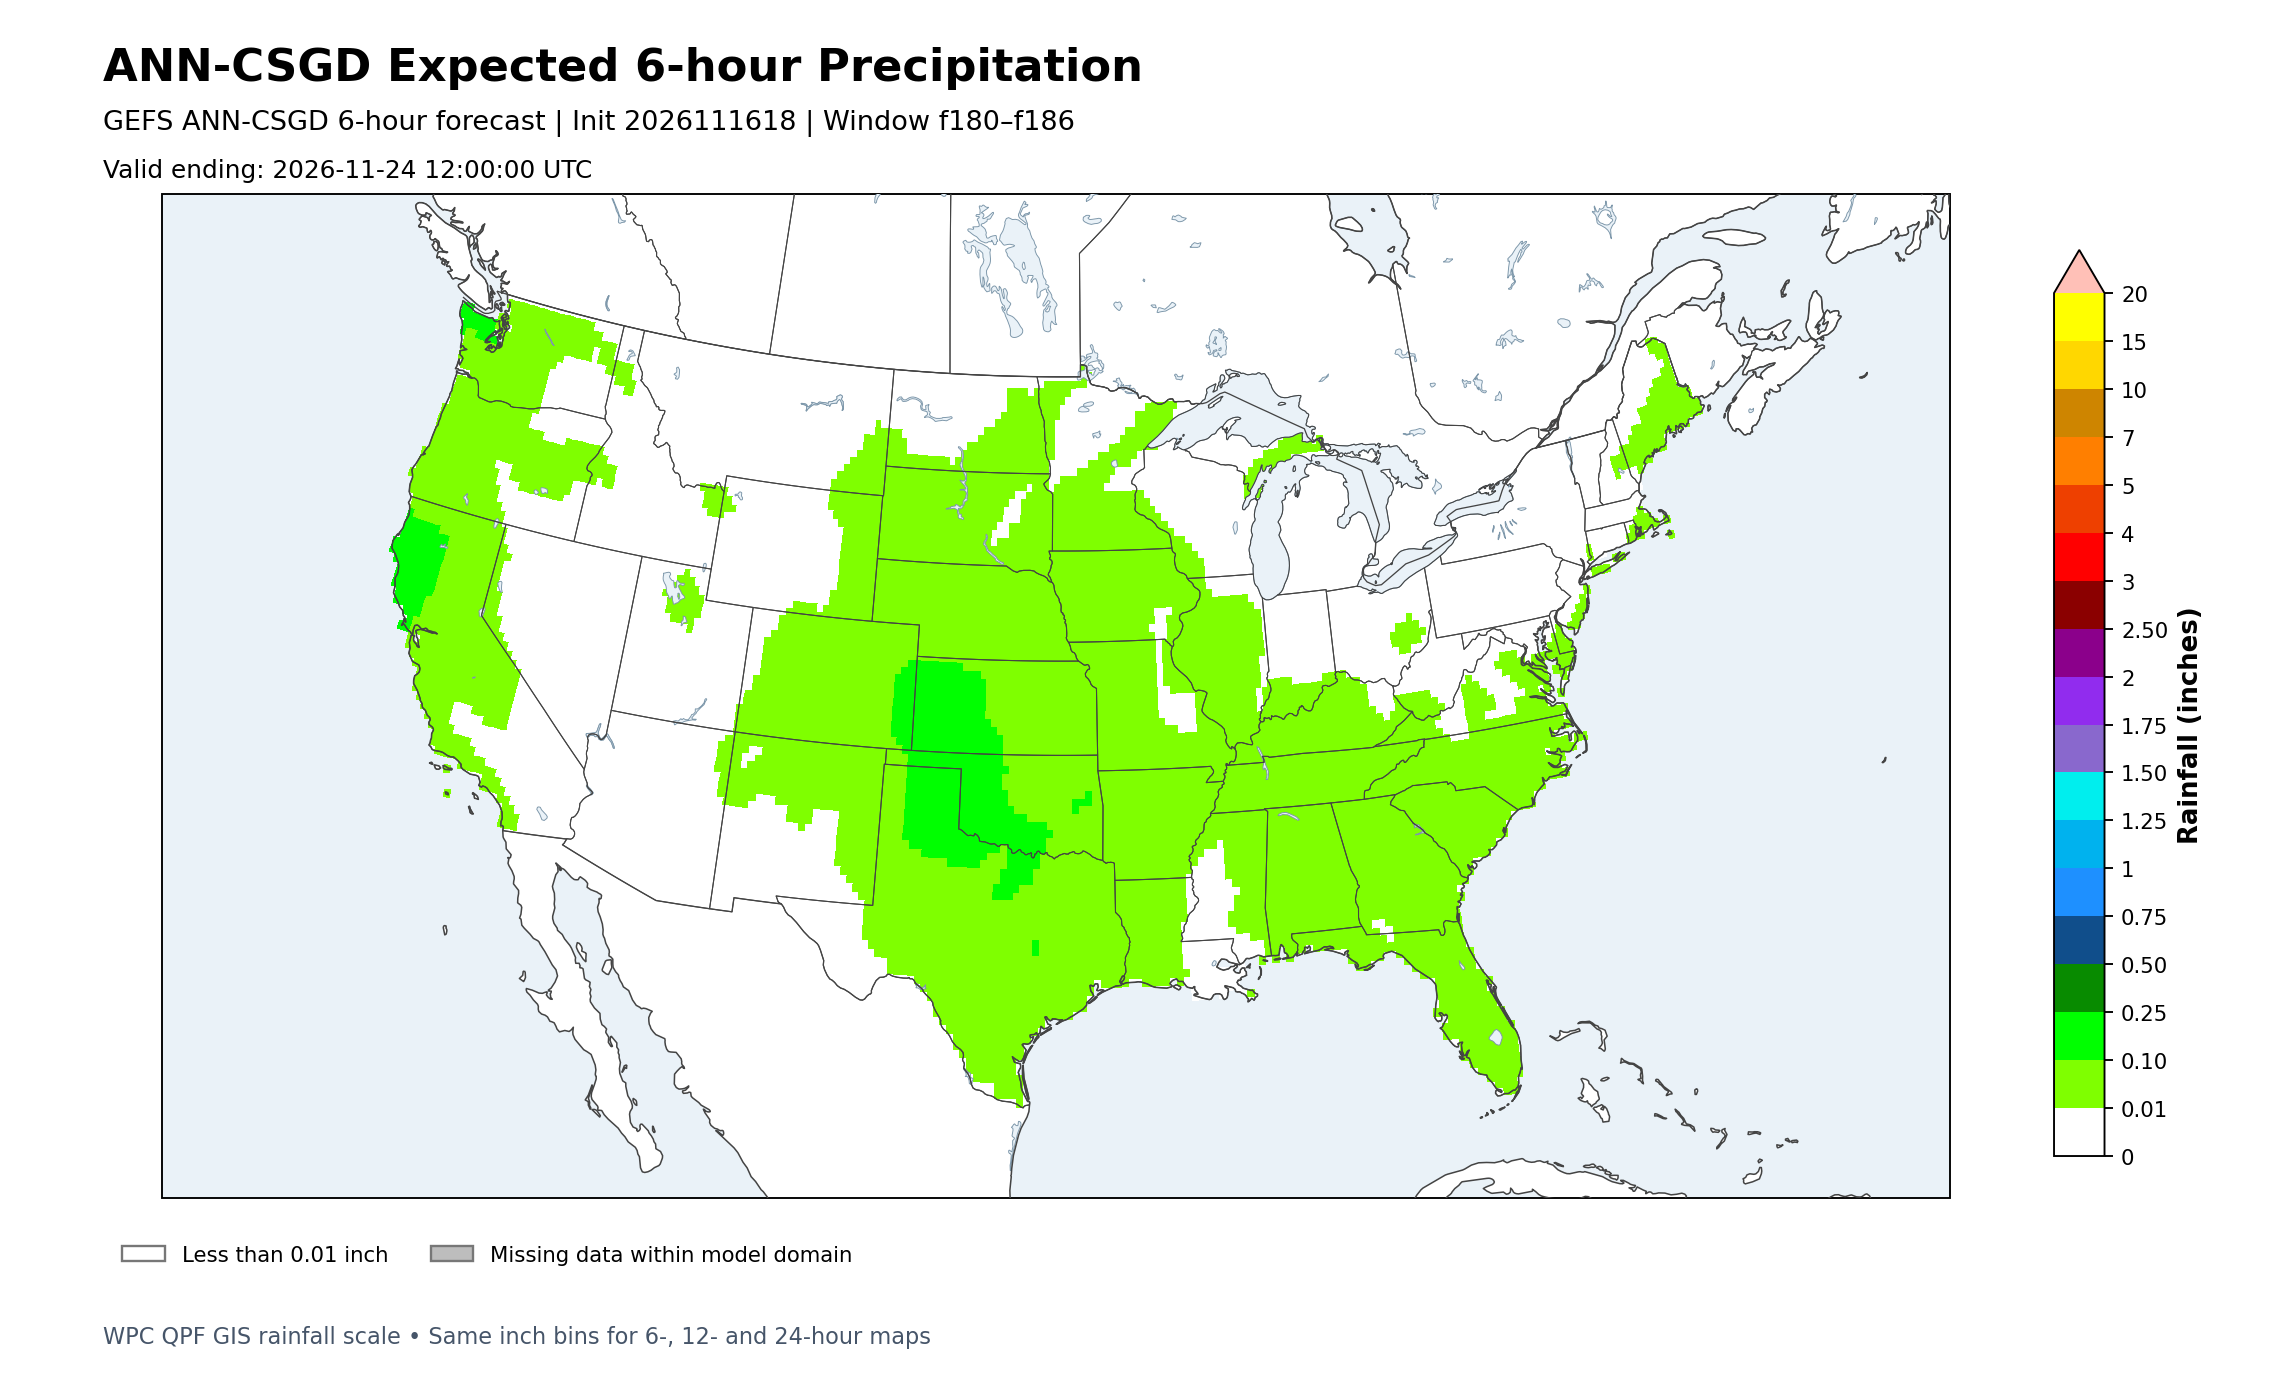 ANN-CSGD Expected 6-hour Precipitation
GEFS ANN-CSGD 6-hour forecast | Init 2026111618 | Window f180–f186
Valid ending: 2026-11-24 12:00:00 UTC
20
15
10
7
5
4
3
2.50
2
1.75
1.50
1.25
1
0.75
0.50
0.25
0.10
0.01
0
Rainfall (inches)
Less than 0.01 inch
Missing data within model domain
WPC QPF GIS rainfall scale • Same inch bins for 6-, 12- and 24-hour maps